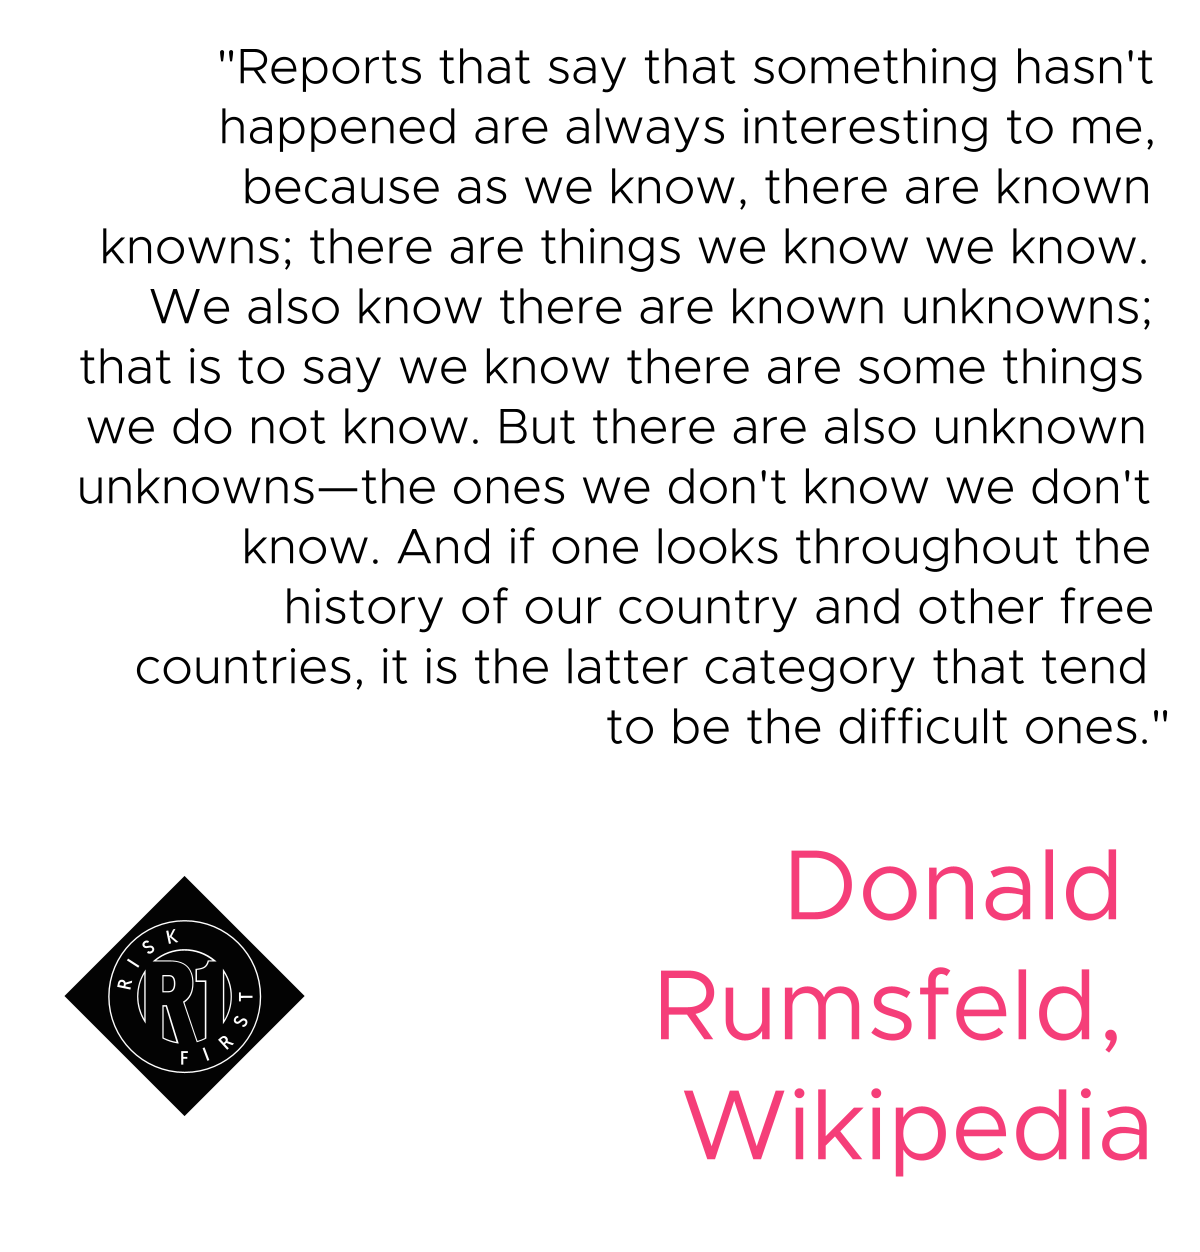 "Reports that say that something hasn't
happened are always interesting to me,
because as we know, there are known
knowns; there are things we know we know.
We also know there are known unknowns;
that is to say we know there are some things
we do not know. But there are also unknown
unknowns—the ones we don't know we don't
know. And if one looks throughout the
history of our country and other free
countries, it is the latter category that tend
to be the difficult ones."
Donald
Rumsfeld,
Wikipedia
RISK
R1
FIRST